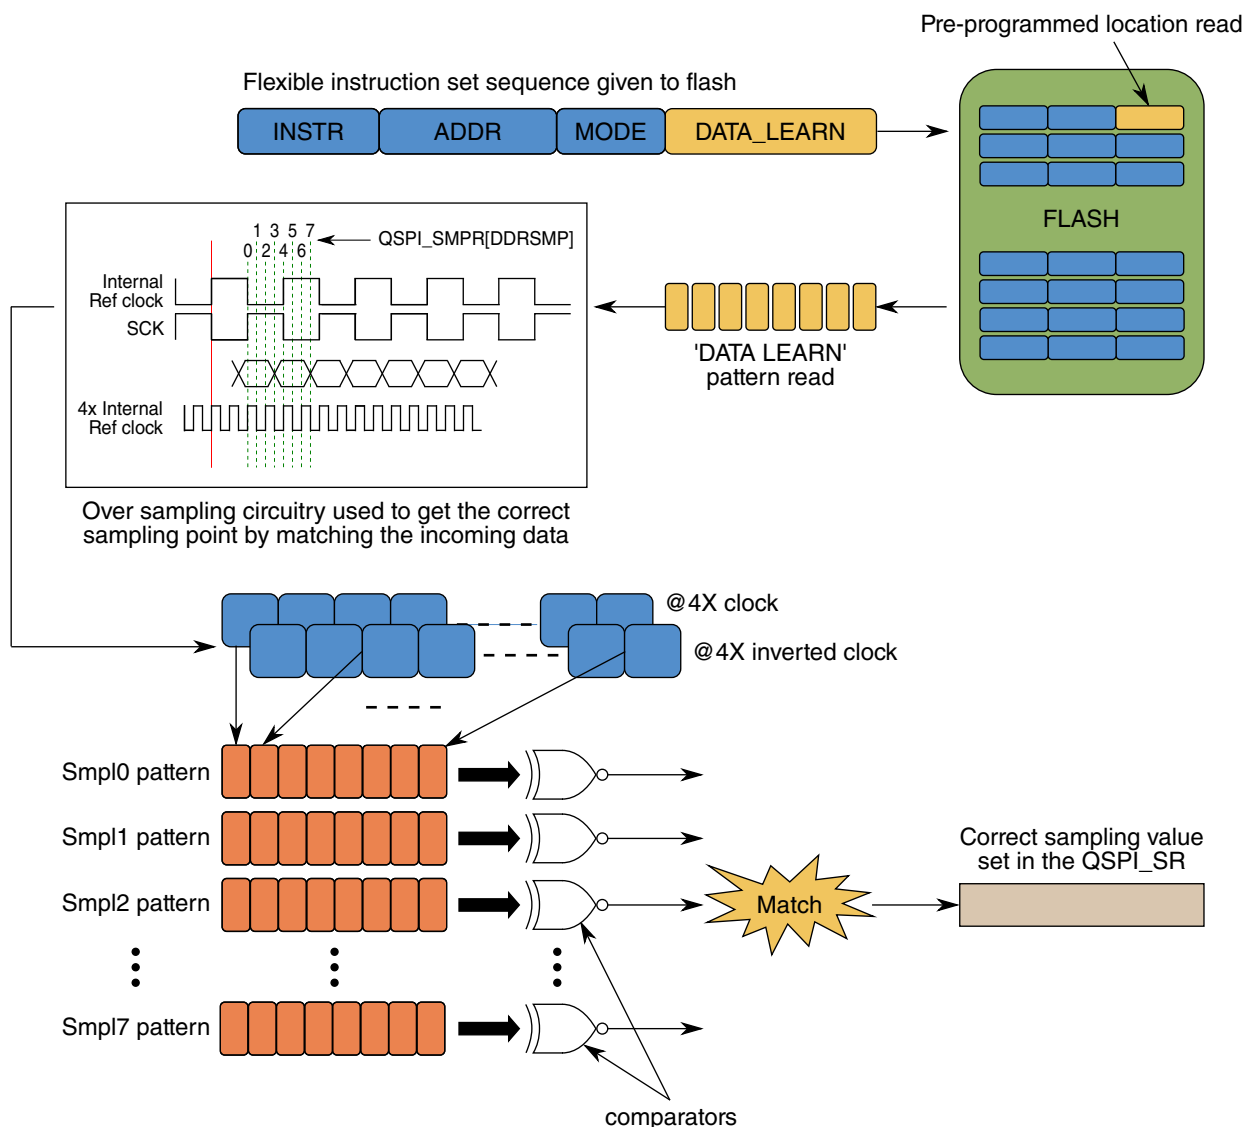 Pre-programmed location read
Flexible instruction set sequence given to flash
INSTR ADDR MODE DATA_LEARN
FLASH
1 3 5 7
0 2 4 6
QSPI_SMPR[DDRSMP]
Internal
Ref clock
SCK
4x Internal
Ref clock
'DATA LEARN'
pattern read
Over sampling circuitry used to get the correct
sampling point by matching the incoming data
@4X clock
@4X inverted clock
Smpl0 pattern
Smpl1 pattern
Smpl2 pattern
Match
Correct sampling value
set in the QSPI_SR
Smpl7 pattern
comparators